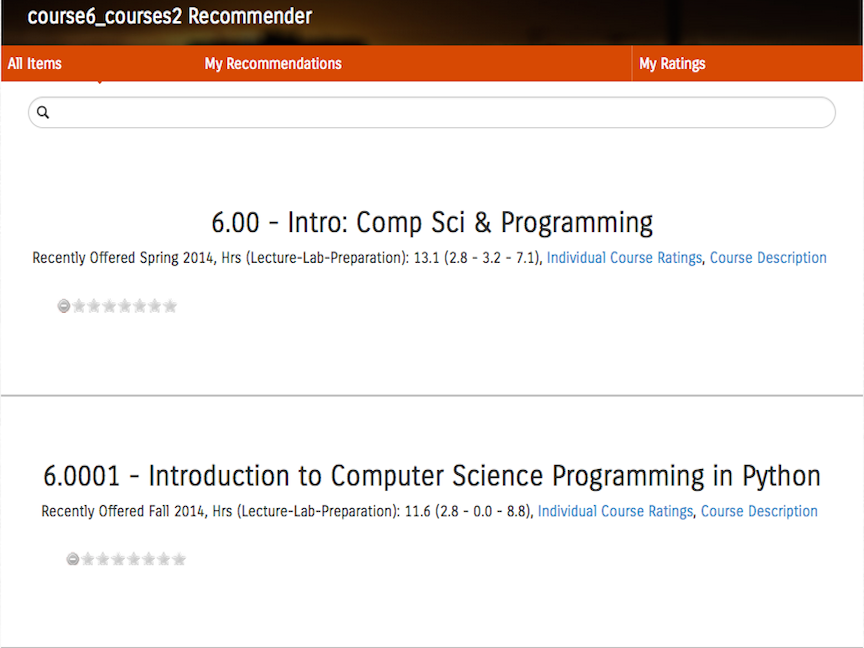 course6_courses2 Recommender
All Items My Recommendations My Ratings
6.00 - Intro: Comp Sci & Programming
Recently Offered Spring 2014, Hrs (Lecture-Lab-Preparation): 13.1 (2.8 - 3.2 - 7.1), Individual Course Ratings, Course Description
6.0001 - Introduction to Computer Science Programming in Python
Recently Offered Fall 2014, Hrs (Lecture-Lab-Preparation): 11.6 (2.8 - 0.0 - 8.8), Individual Course Ratings, Course Description